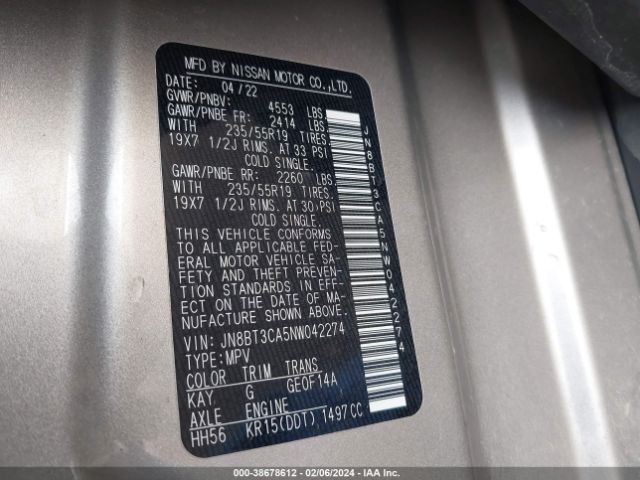 MFD BY NISSAN MOTOR CO.,LTD.
DATE: 04/22
GVWR/PNBV: 4553 LBS
GAWR/PNBE FR: 2414 LBS
WITH 235/55R19 TIRES.
19X7 1/2J RIMS. AT 33 PSI
COLD SINGLE.
GAWR/PNBE RR: 2260 LBS
WITH 235/55R19 TIRES.
19X7 1/2J RIMS. AT 30 PSI
COLD SINGLE.
THIS VEHICLE CONFORMS
TO ALL APPLICABLE FED-
ERAL MOTOR VEHICLE SA-
FETY AND THEFT PREVEN-
TION STANDARDS IN EFF-
ECT ON THE DATE OF MA-
NUFACTURE SHOWN ABOVE.
VIN: JN8BT3CA5NW042274
TYPE:MPV
COLOR TRIM TRANS
KAY G GE0F14A
AXLE ENGINE
HH56 KR15(DDT) 1497CC
JN8BT3CA5NW042274
000-38678612 - 02/06/2024 - IAA Inc.